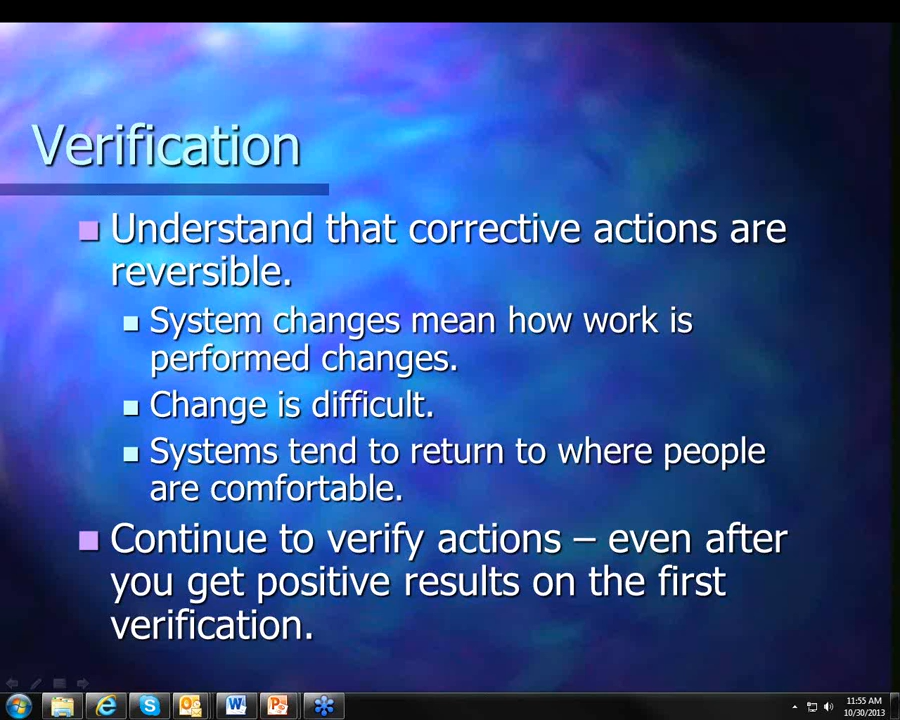 Verification
Understand that corrective actions are
reversible.
System changes mean how work is
performed changes.
Change is difficult.
Systems tend to return to where people
are comfortable.
Continue to verify actions – even after
you get positive results on the first
verification.
11:55 AM
10/30/2013